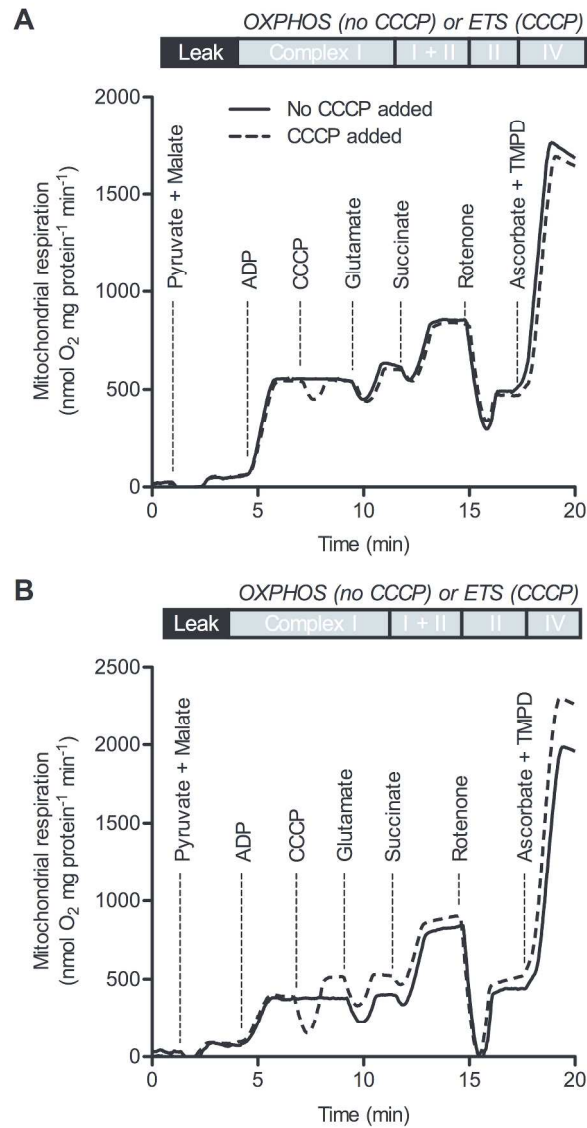 A
OXPHOS (no CCCP) or ETS (CCCP)
Leak Complex I I + II II IV
No CCCP added
CCCP added
Pyruvate + Malate
ADP
CCCP
Glutamate
Succinate
Rotenone
Ascorbate + TMPD
Mitochondrial respiration
(nmol O₂ mg protein⁻¹ min⁻¹)
2000
1500
1000
500
0
0 5 10 15 20
Time (min)
B
OXPHOS (no CCCP) or ETS (CCCP)
Leak Complex I I + II II IV
Pyruvate + Malate
ADP
CCCP
Glutamate
Succinate
Rotenone
Ascorbate + TMPD
Mitochondrial respiration
(nmol O₂ mg protein⁻¹ min⁻¹)
2500
2000
1500
1000
500
0
0 5 10 15 20
Time (min)